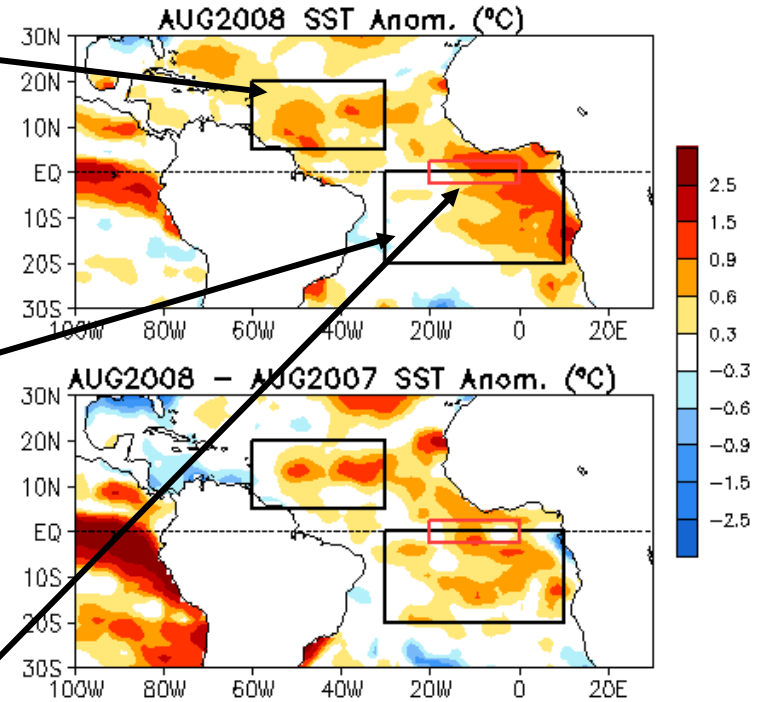 AUG2008 SST Anom. (ºC)
30N
20N
10N
EQ
10S
20S
30S
100W 80W 60W 40W 20W 0 20E
AUG2008 – AUG2007 SST Anom. (ºC)
30N
20N
10N
EQ
10S
20S
30S
100W 80W 60W 40W 20W 0 20E
2.5
1.5
0.9
0.6
0.3
−0.3
−0.6
−0.9
−1.5
−2.5